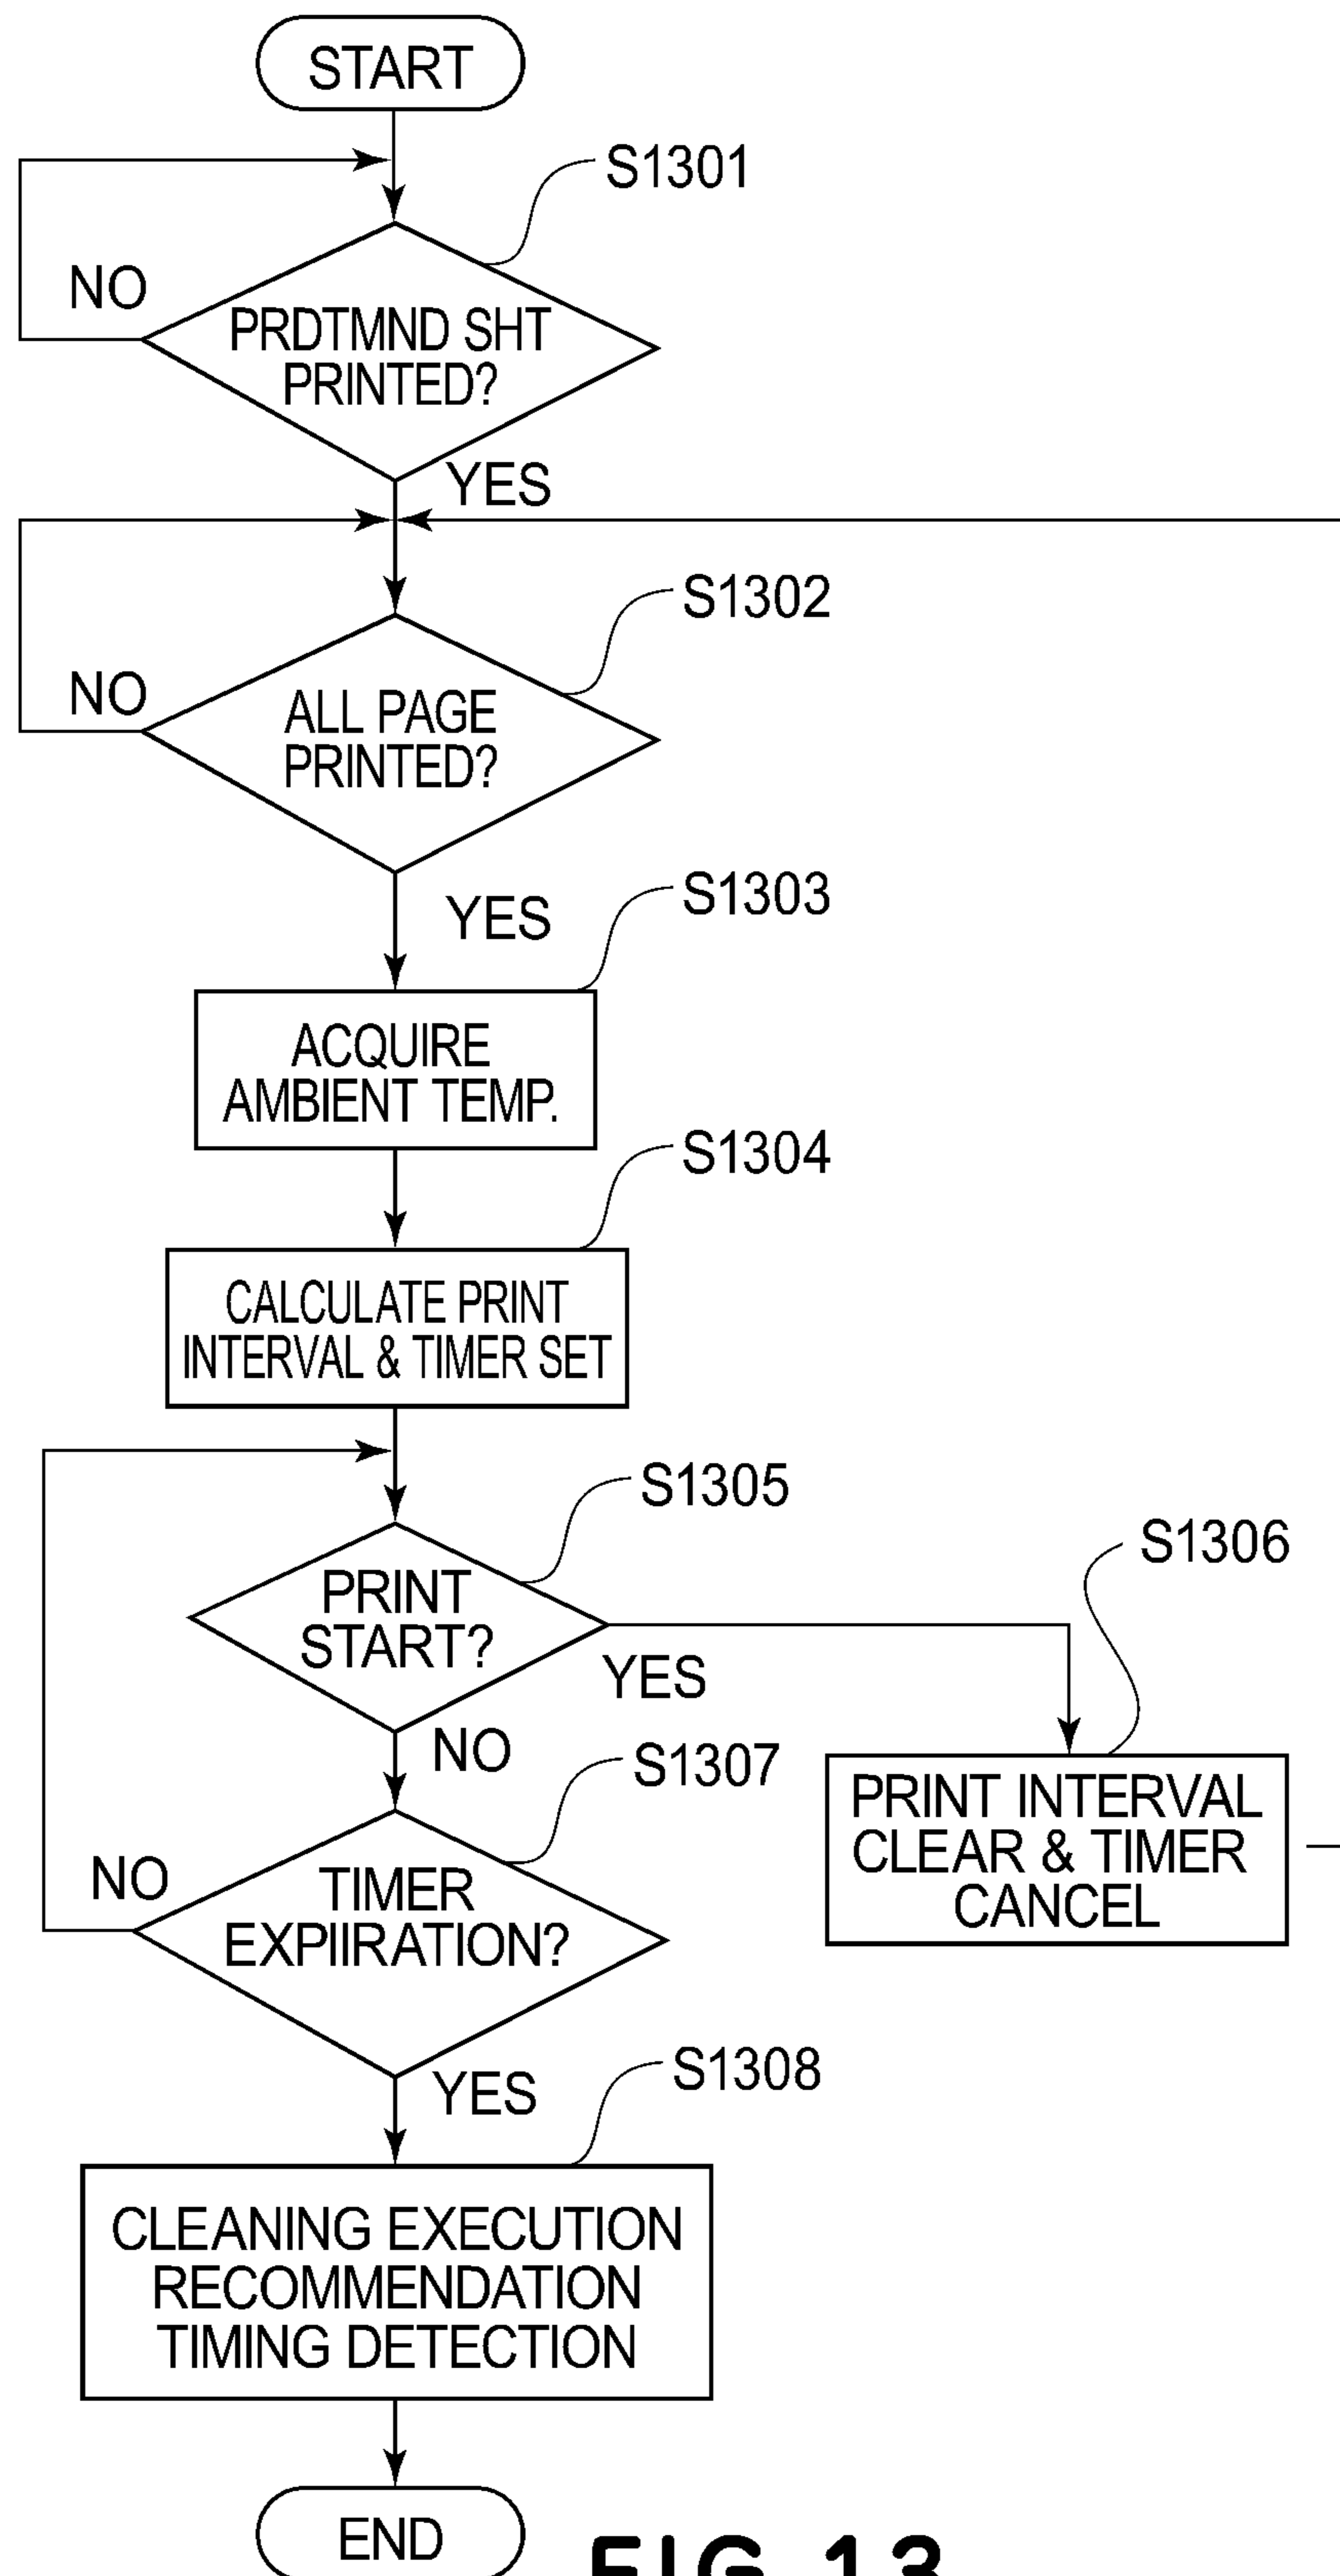 START
S1301
NO
PRDTMND SHT
PRINTED?
YES
S1302
NO
ALL PAGE
PRINTED?
S1303
YES
ACQUIRE
AMBIENT TEMP.
S1304
CALCULATE PRINT
INTERVAL & TIMER SET
S1305
S1306
PRINT
START?
YES
NO
S1307
PRINT INTERVAL
CLEAR & TIMER
CANCEL
NO
TIMER
EXPIIRATION?
S1308
YES
CLEANING EXECUTION
RECOMMENDATION
TIMING DETECTION
END
FIG.13